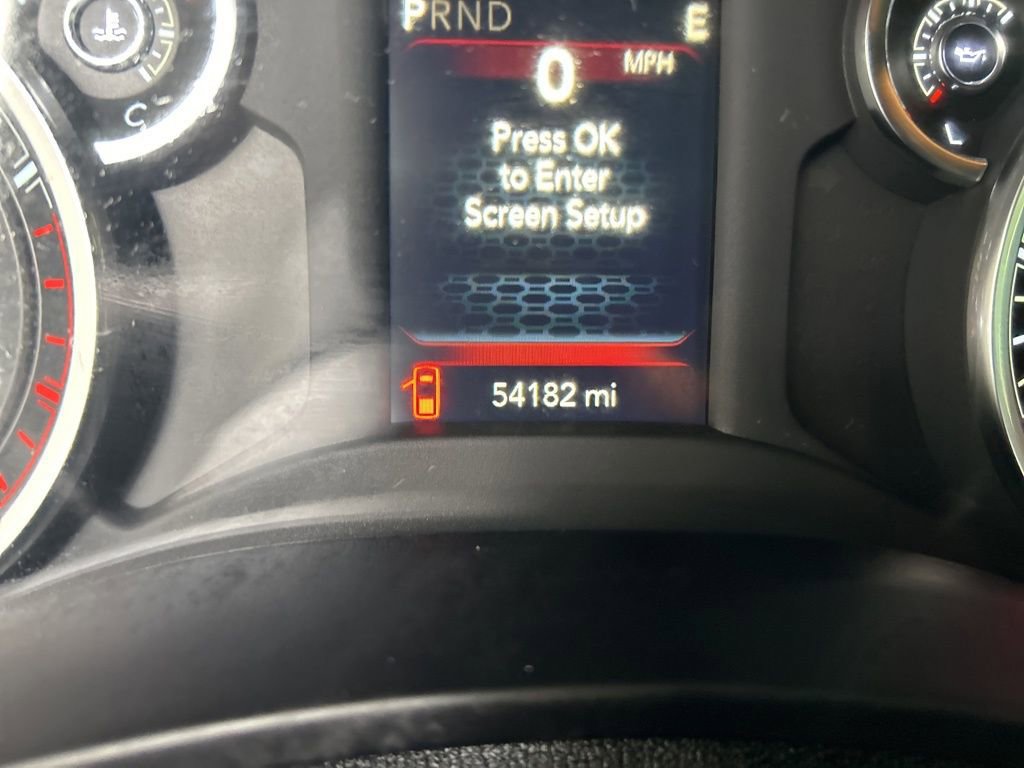 PRND
E
0 MPH
Press OK
to Enter
Screen Setup
54182 mi
C
L